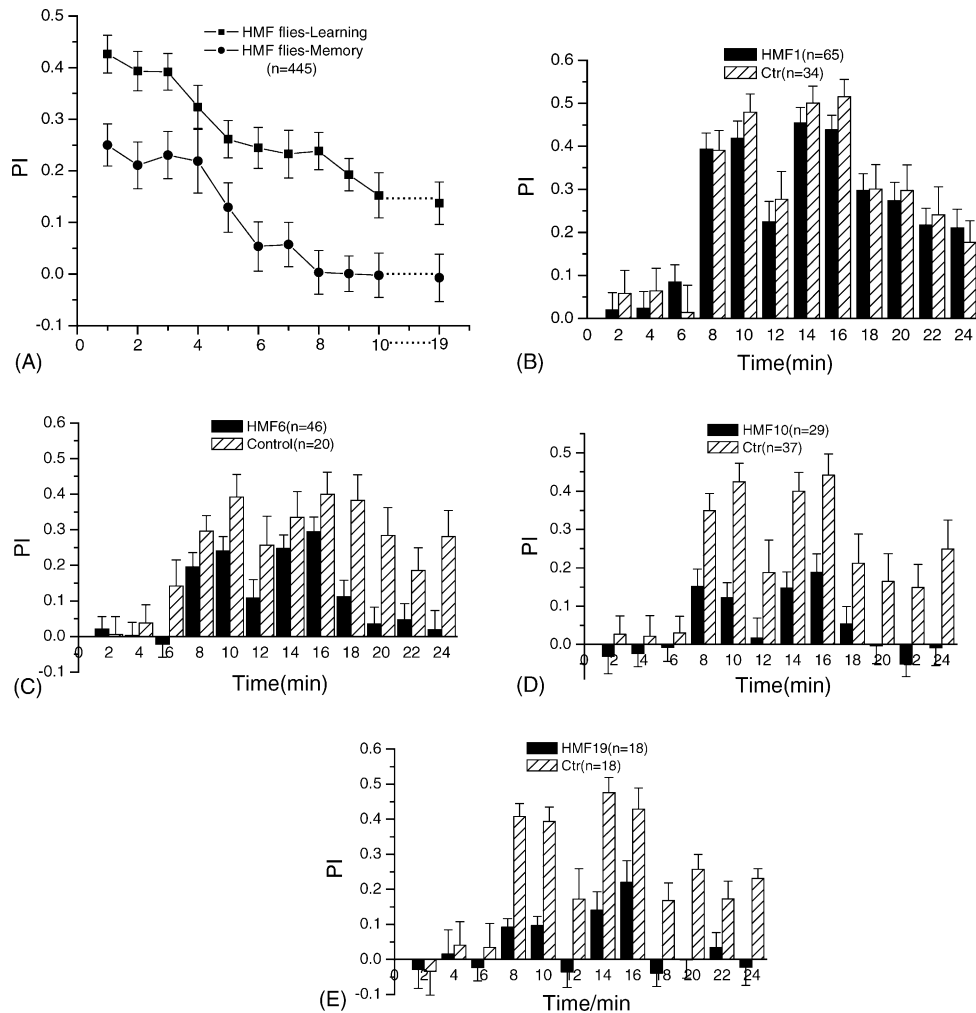 0.5
0.4
0.3
0.2
0.1
0.0
-0.1
PI
HMF flies-Learning
HMF flies-Memory
(n=445)
0 2 4 6 8 10 19
(A)
0.6
0.5
0.4
0.3
0.2
0.1
0.0
PI
HMF1(n=65)
Ctr(n=34)
0 2 4 6 8 10 12 14 16 18 20 22 24
Time(min)
(B)
0.6
0.5
0.4
0.3
0.2
0.1
0.0
-0.1
PI
HMF6(n=46)
Control(n=20)
0 2 4 6 8 10 12 14 16 18 20 22 24
Time(min)
(C)
0.5
0.4
0.3
0.2
0.1
0.0
PI
HMF10(n=29)
Ctr(n=37)
0 2 4 6 8 10 12 14 16 18 20 22 24
Time(min)
(D)
0.6
0.5
0.4
0.3
0.2
0.1
0.0
-0.1
PI
HMF19(n=18)
Ctr(n=18)
0 2 4 6 8 10 12 14 16 18 20 22 24
Time/min
(E)